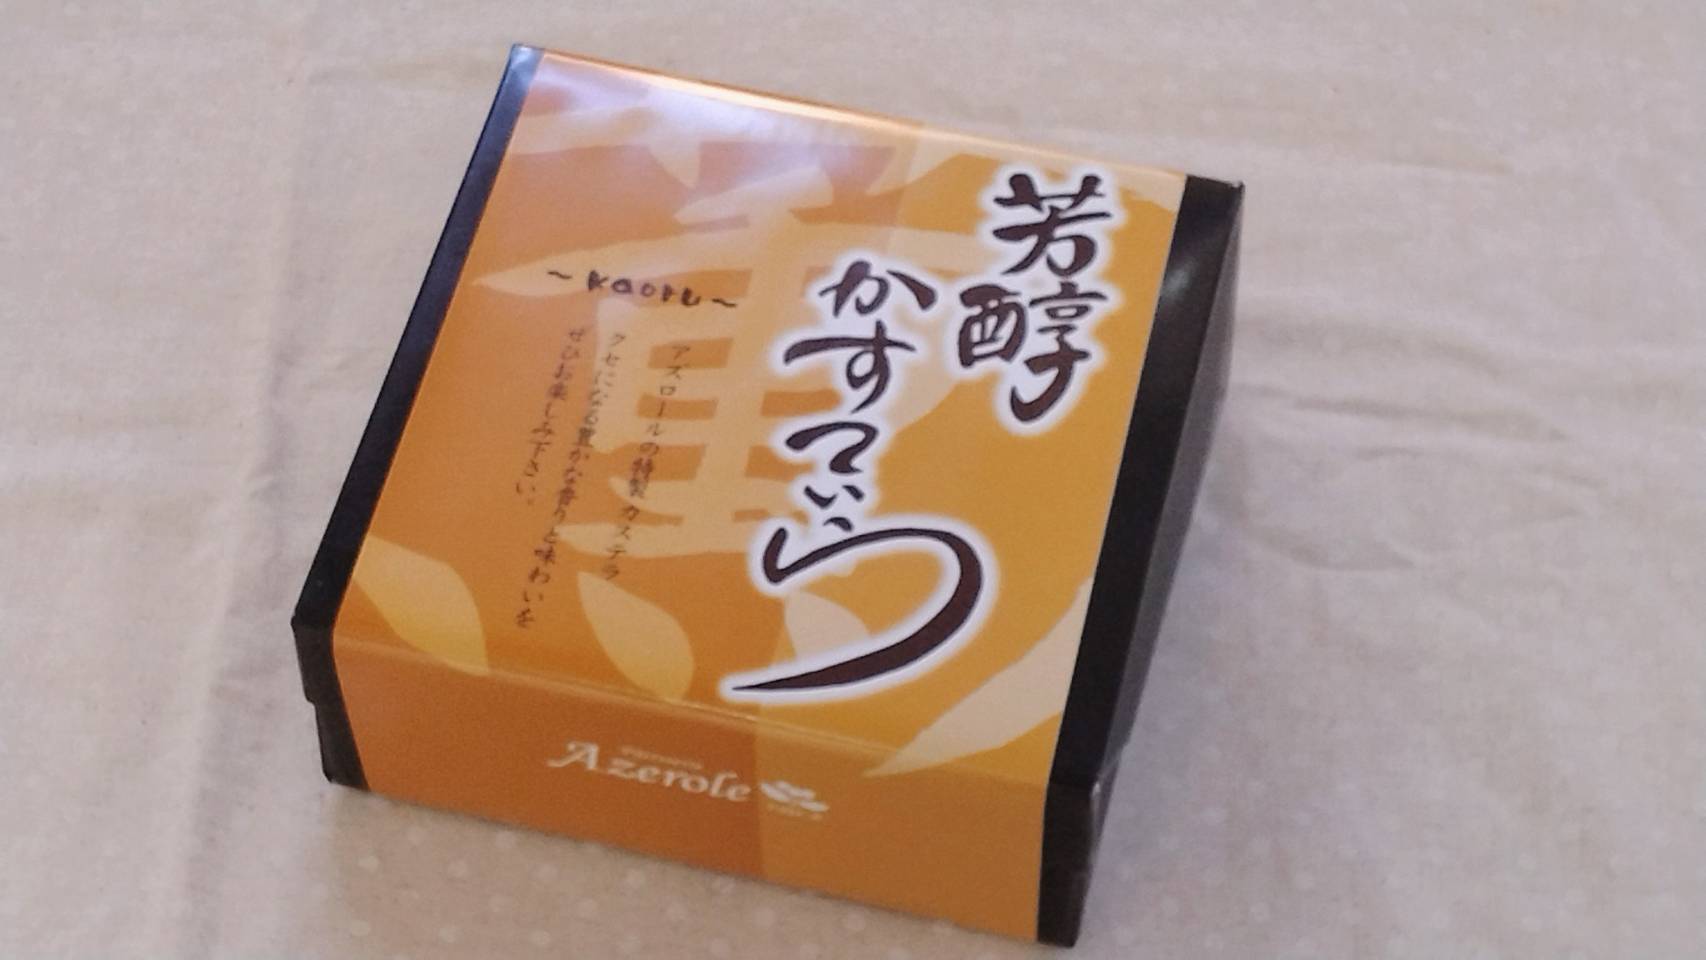 芳醇
かすてぃら
~kaoru~
アズロールの特製カステラ
クセになる豊かな香りと味わいを
ぜひお楽しみ下さい。
Azerole